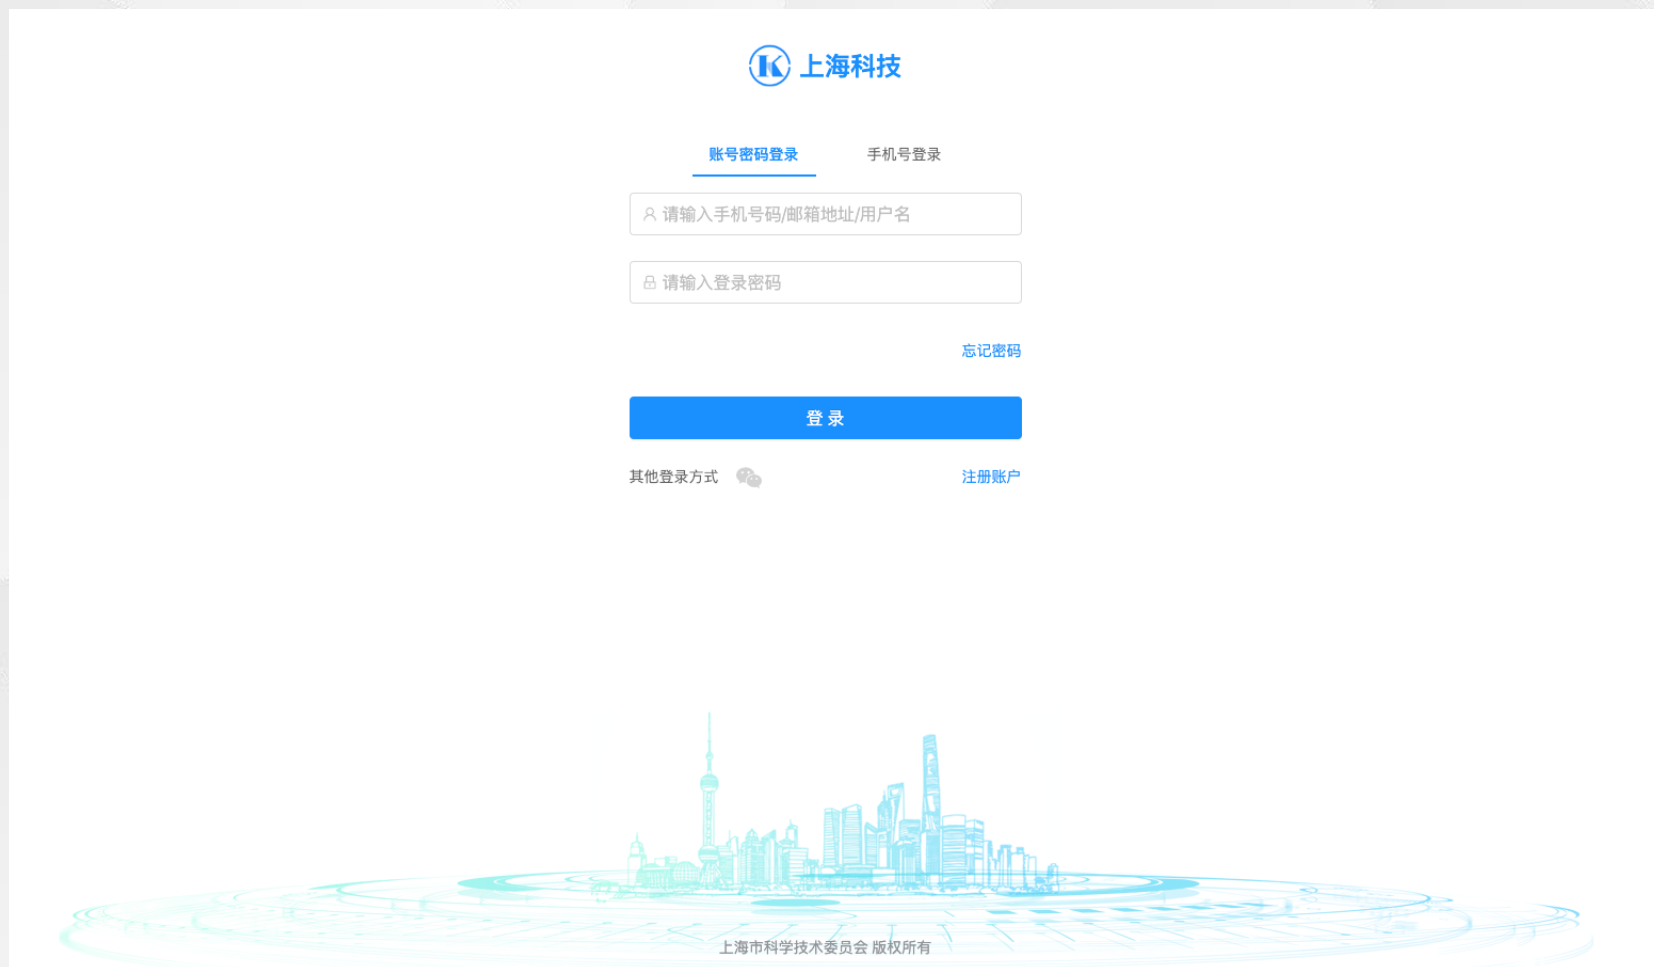 上海科技
账号密码登录 手机号登录
请输入手机号码/邮箱地址/用户名
请输入登录密码
忘记密码
登 录
其他登录方式 注册账户
上海市科学技术委员会 版权所有